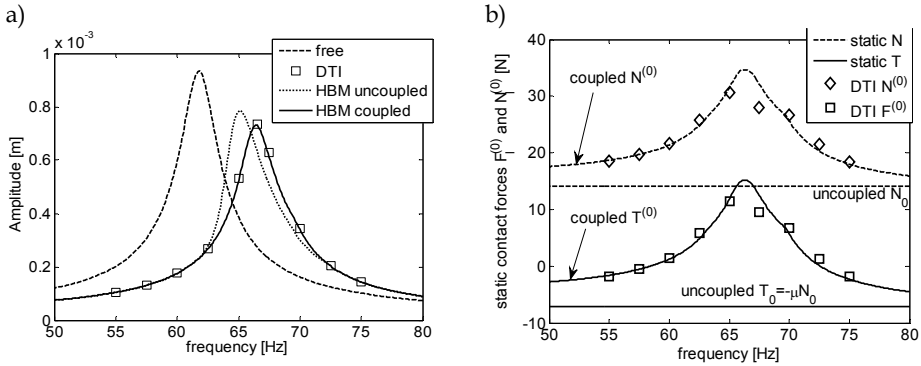 a)
x 10⁻³
1
0.8
0.6
0.4
0.2
0
Amplitude [m]
50 55 60 65 70 75 80
frequency [Hz]
free
DTI
HBM uncoupled
HBM coupled
b)
40
30
20
10
0
-10
static contact forces F_l^(0) and N_l^(0) [N]
50 55 60 65 70 75 80
frequency [Hz]
static N
static T
DTI N⁽⁰⁾
DTI F⁽⁰⁾
coupled N⁽⁰⁾
uncoupled N₀
coupled T⁽⁰⁾
uncoupled T₀=-μN₀